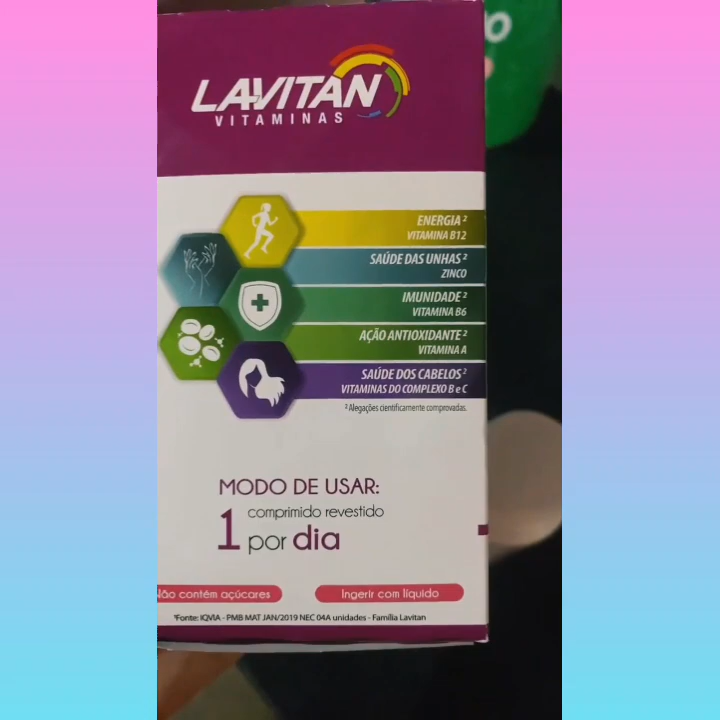 LAVITAN
VITAMINAS
ENERGIA ²
VITAMINA B12
SAÚDE DAS UNHAS ²
ZINCO
IMUNIDADE ²
VITAMINA B6
AÇÃO ANTIOXIDANTE ²
VITAMINA A
SAÚDE DOS CABELOS ²
VITAMINAS DO COMPLEXO B e C
² Alegações cientificamente comprovadas.
MODO DE USAR:
1 comprimido revestido
por dia
Não contém açúcares
Ingerir com líquido
¹Fonte: IQVIA - PMB MAT JAN/2019 NEC 04A unidades - Família Lavitan